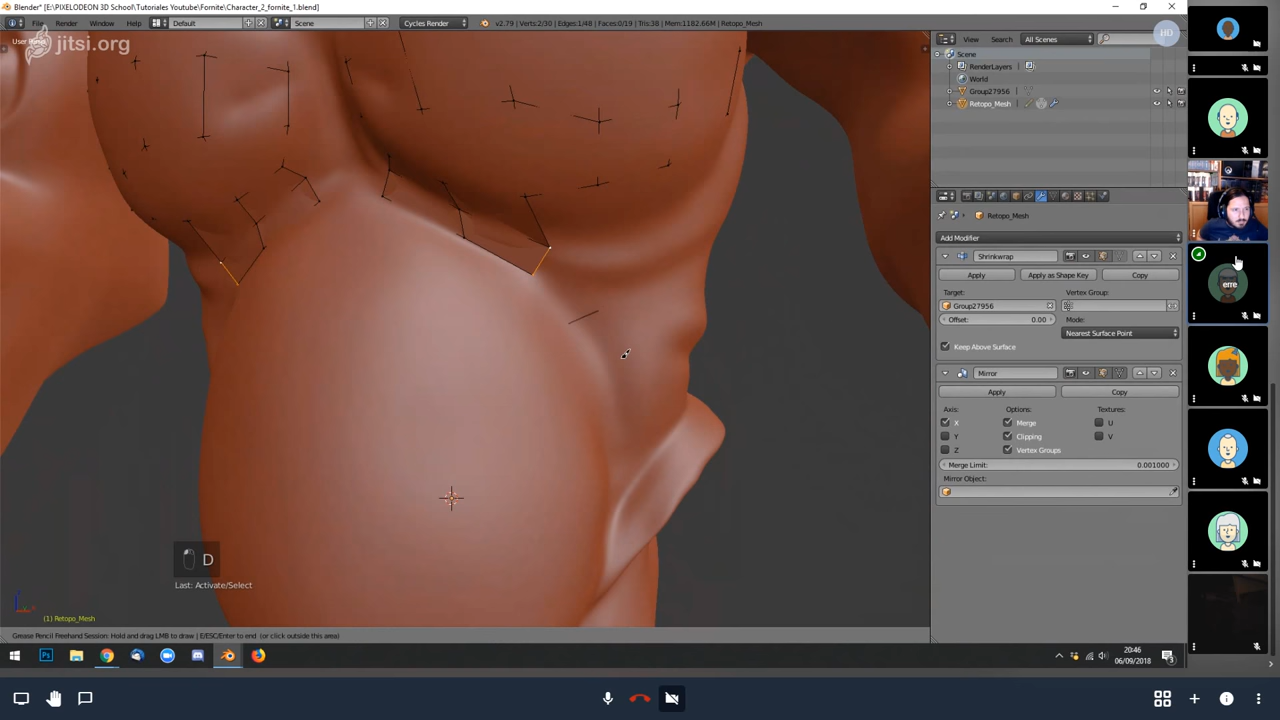 Blender* [E:\PIXELODEON 3D School\Tutoriales Youtube\Fornite\Character_2_fornite_1.blend]
File Render Window Help Default Scene Cycles Render v2.79 | Verts:2/30 | Edges:1/48 | Faces:0/19 | Tris:38 | Mem:1182.66M | Retopo_Mesh
jitsi.org
User
View Search All Scenes
BD
Scene
RenderLayers
World
Group27956
Retopo_Mesh
Retopo_Mesh
Add Modifier
Shrinkwrap
Apply Apply as Shape Key Copy
Target: Vertex Group:
Group27956
Offset: 0.00 Mode:
Nearest Surface Point
Keep Above Surface
Mirror
Apply Copy
Axis: Options: Textures:
X Merge U
Y Clipping V
Z Vertex Groups
Merge Limit: 0.001000
Mirror Object:
erre
D
Last: Activate/Select
(1) Retopo_Mesh
Grease Pencil Freehand Session: Hold and drag LMB to draw | E/ESC/Enter to end (or click outside this area)
20:46
06/09/2018
3